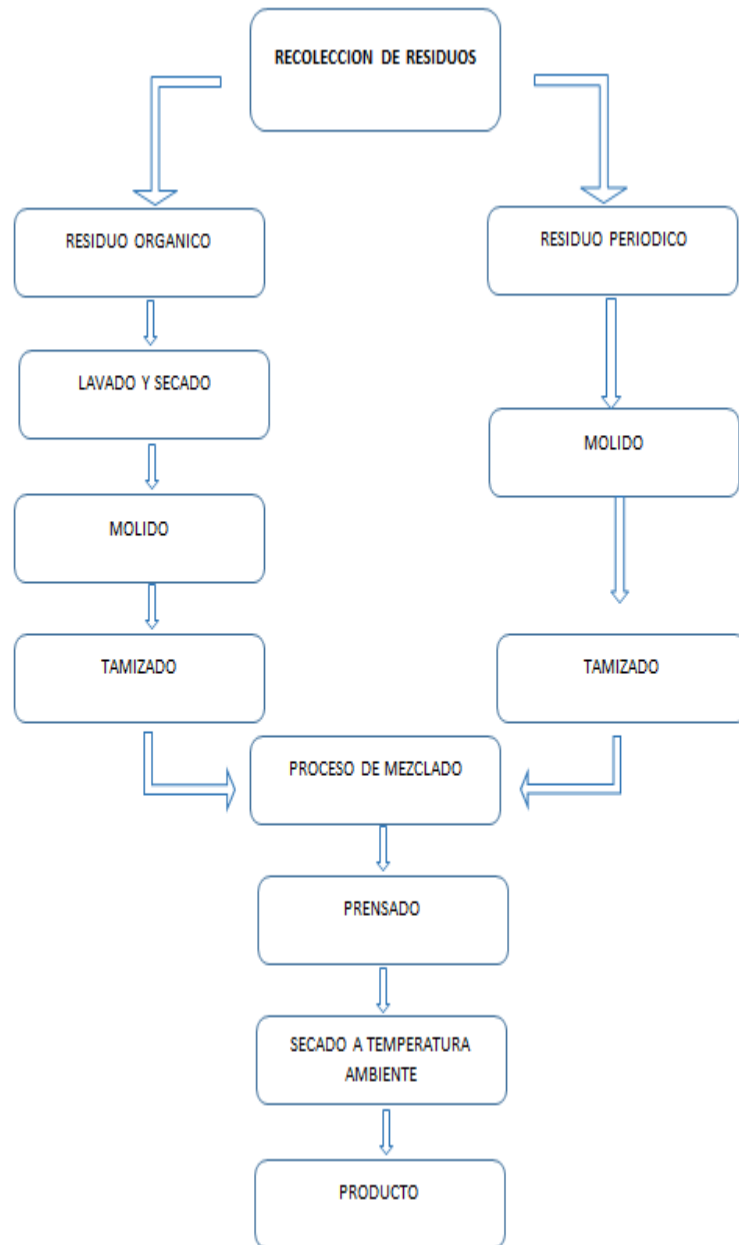 RECOLECCION DE RESIDUOS
RESIDUO ORGANICO
RESIDUO PERIODICO
LAVADO Y SECADO
MOLIDO
MOLIDO
TAMIZADO
TAMIZADO
PROCESO DE MEZCLADO
PRENSADO
SECADO A TEMPERATURA
AMBIENTE
PRODUCTO